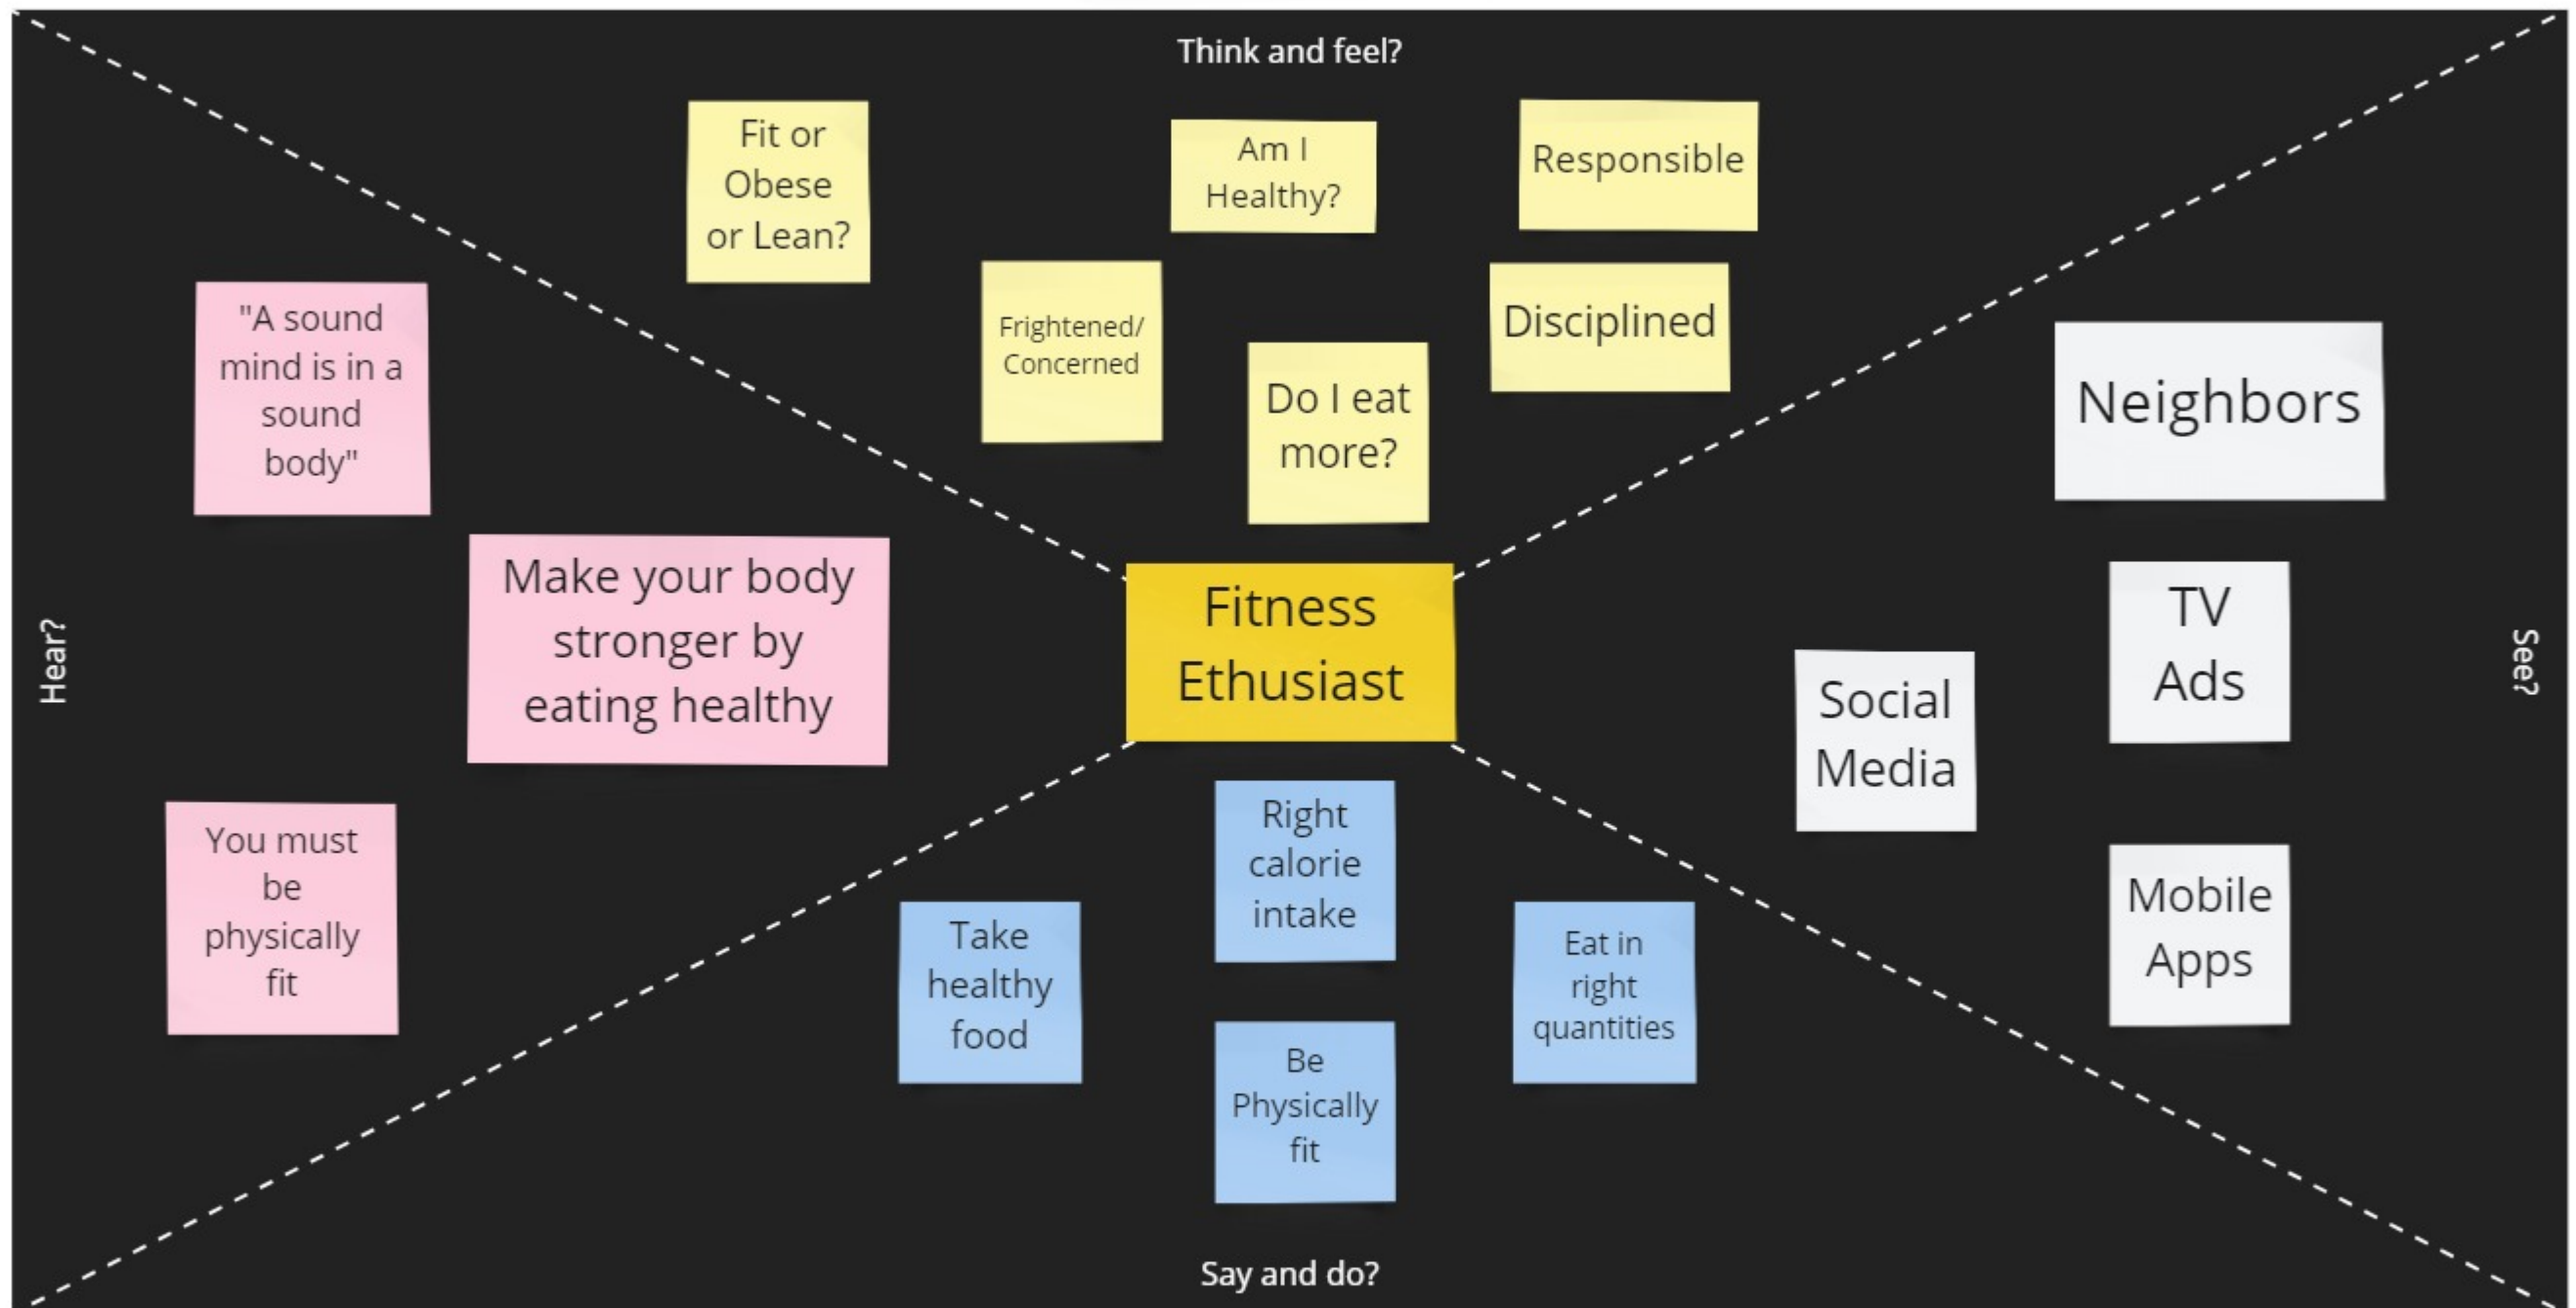 Think and feel?
Fit or
Obese
or Lean?
Am I
Healthy?
Responsible
Frightened/
Concerned
Do I eat
more?
Disciplined
Hear?
"A sound
mind is in a
sound
body"
Make your body
stronger by
eating healthy
You must
be
physically
fit
Fitness
Ethusiast
See?
Neighbors
TV
Ads
Social
Media
Mobile
Apps
Right
calorie
intake
Take
healthy
food
Eat in
right
quantities
Be
Physically
fit
Say and do?